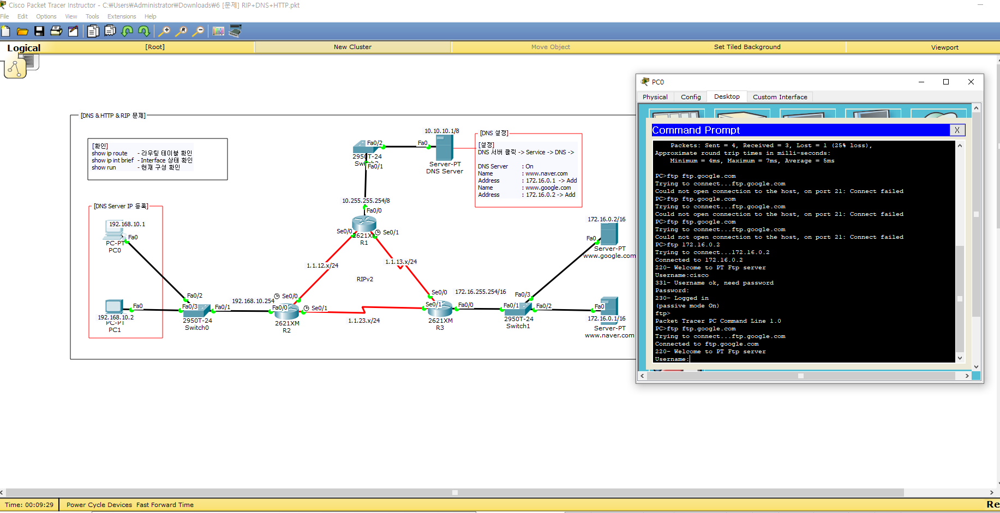 Cisco Packet Tracer Instructor - C:₩Users₩Administrator₩Downloads₩6 [문제] RIP+DNS+HTTP.pkt
File Edit Options View Tools Extensions Help
Logical [Root] New Cluster Move Object Set Tiled Background Viewport
[DNS & HTTP & RIP 문제]
[확인]
show ip route - 라우팅 테이블 확인
show ip int brief - Interface 상태 확인
show run - 현재 구성 확인
[DNS Server IP 등록]
192.168.10.1
Fa0
PC-PT
PC0
Fa0
192.168.10.2
PC-PT
PC1
Fa0/2
Fa0/3
Fa0/1
2950T-24
Switch0
192.168.10.254
Fa0/0
Se0/0
Se0/1
2621XM
R2
1.1.12.x/24
1.1.13.x/24
1.1.23.x/24
RIPv2
10.255.255.254/8
Fa0/0
Se0/0
Se0/1
2621XM
R1
Fa0/2
2950T-24
Fa0/1
10.10.10.1/8
Fa0
Server-PT
DNS Server
[DNS 설정]
[설정]
DNS 서버 클릭 -> Service -> DNS ->
DNS Server : On
Name : www.naver.com
Address : 172.16.0.1 -> Add
Name : www.google.com
Address : 172.16.0.2 -> Add
Se0/0
Se0/1
172.16.255.254/16
Fa0/0
2621XM
R3
Fa0/3
Fa0/1
Fa0/2
2950T-24
Switch1
172.16.0.2/16
Fa0
Server-PT
www.google.com
Fa0
172.16.0.1/16
Server-PT
www.naver.com
PC0
Physical Config Desktop Custom Interface
Command Prompt X
Packets: Sent = 4, Received = 3, Lost = 1 (25% loss),
Approximate round trip times in milli-seconds:
Minimum = 4ms, Maximum = 7ms, Average = 5ms
PC>ftp ftp.google.com
Trying to connect...ftp.google.com
Could not open connection to the host, on port 21: Connect failed
PC>ftp ftp.google.com
Trying to connect...ftp.google.com
Could not open connection to the host, on port 21: Connect failed
PC>ftp ftp.google.com
Trying to connect...ftp.google.com
Could not open connection to the host, on port 21: Connect failed
PC>ftp 172.16.0.2
Trying to connect...172.16.0.2
Connected to 172.16.0.2
220- Welcome to PT Ftp server
Username:cisco
331- Username ok, need password
Password:
230- Logged in
(passive mode On)
ftp>
Packet Tracer PC Command Line 1.0
PC>ftp ftp.google.com
Trying to connect...ftp.google.com
Connected to ftp.google.com
220- Welcome to PT Ftp server
Username:
Time: 00:09:29 Power Cycle Devices Fast Forward Time Re